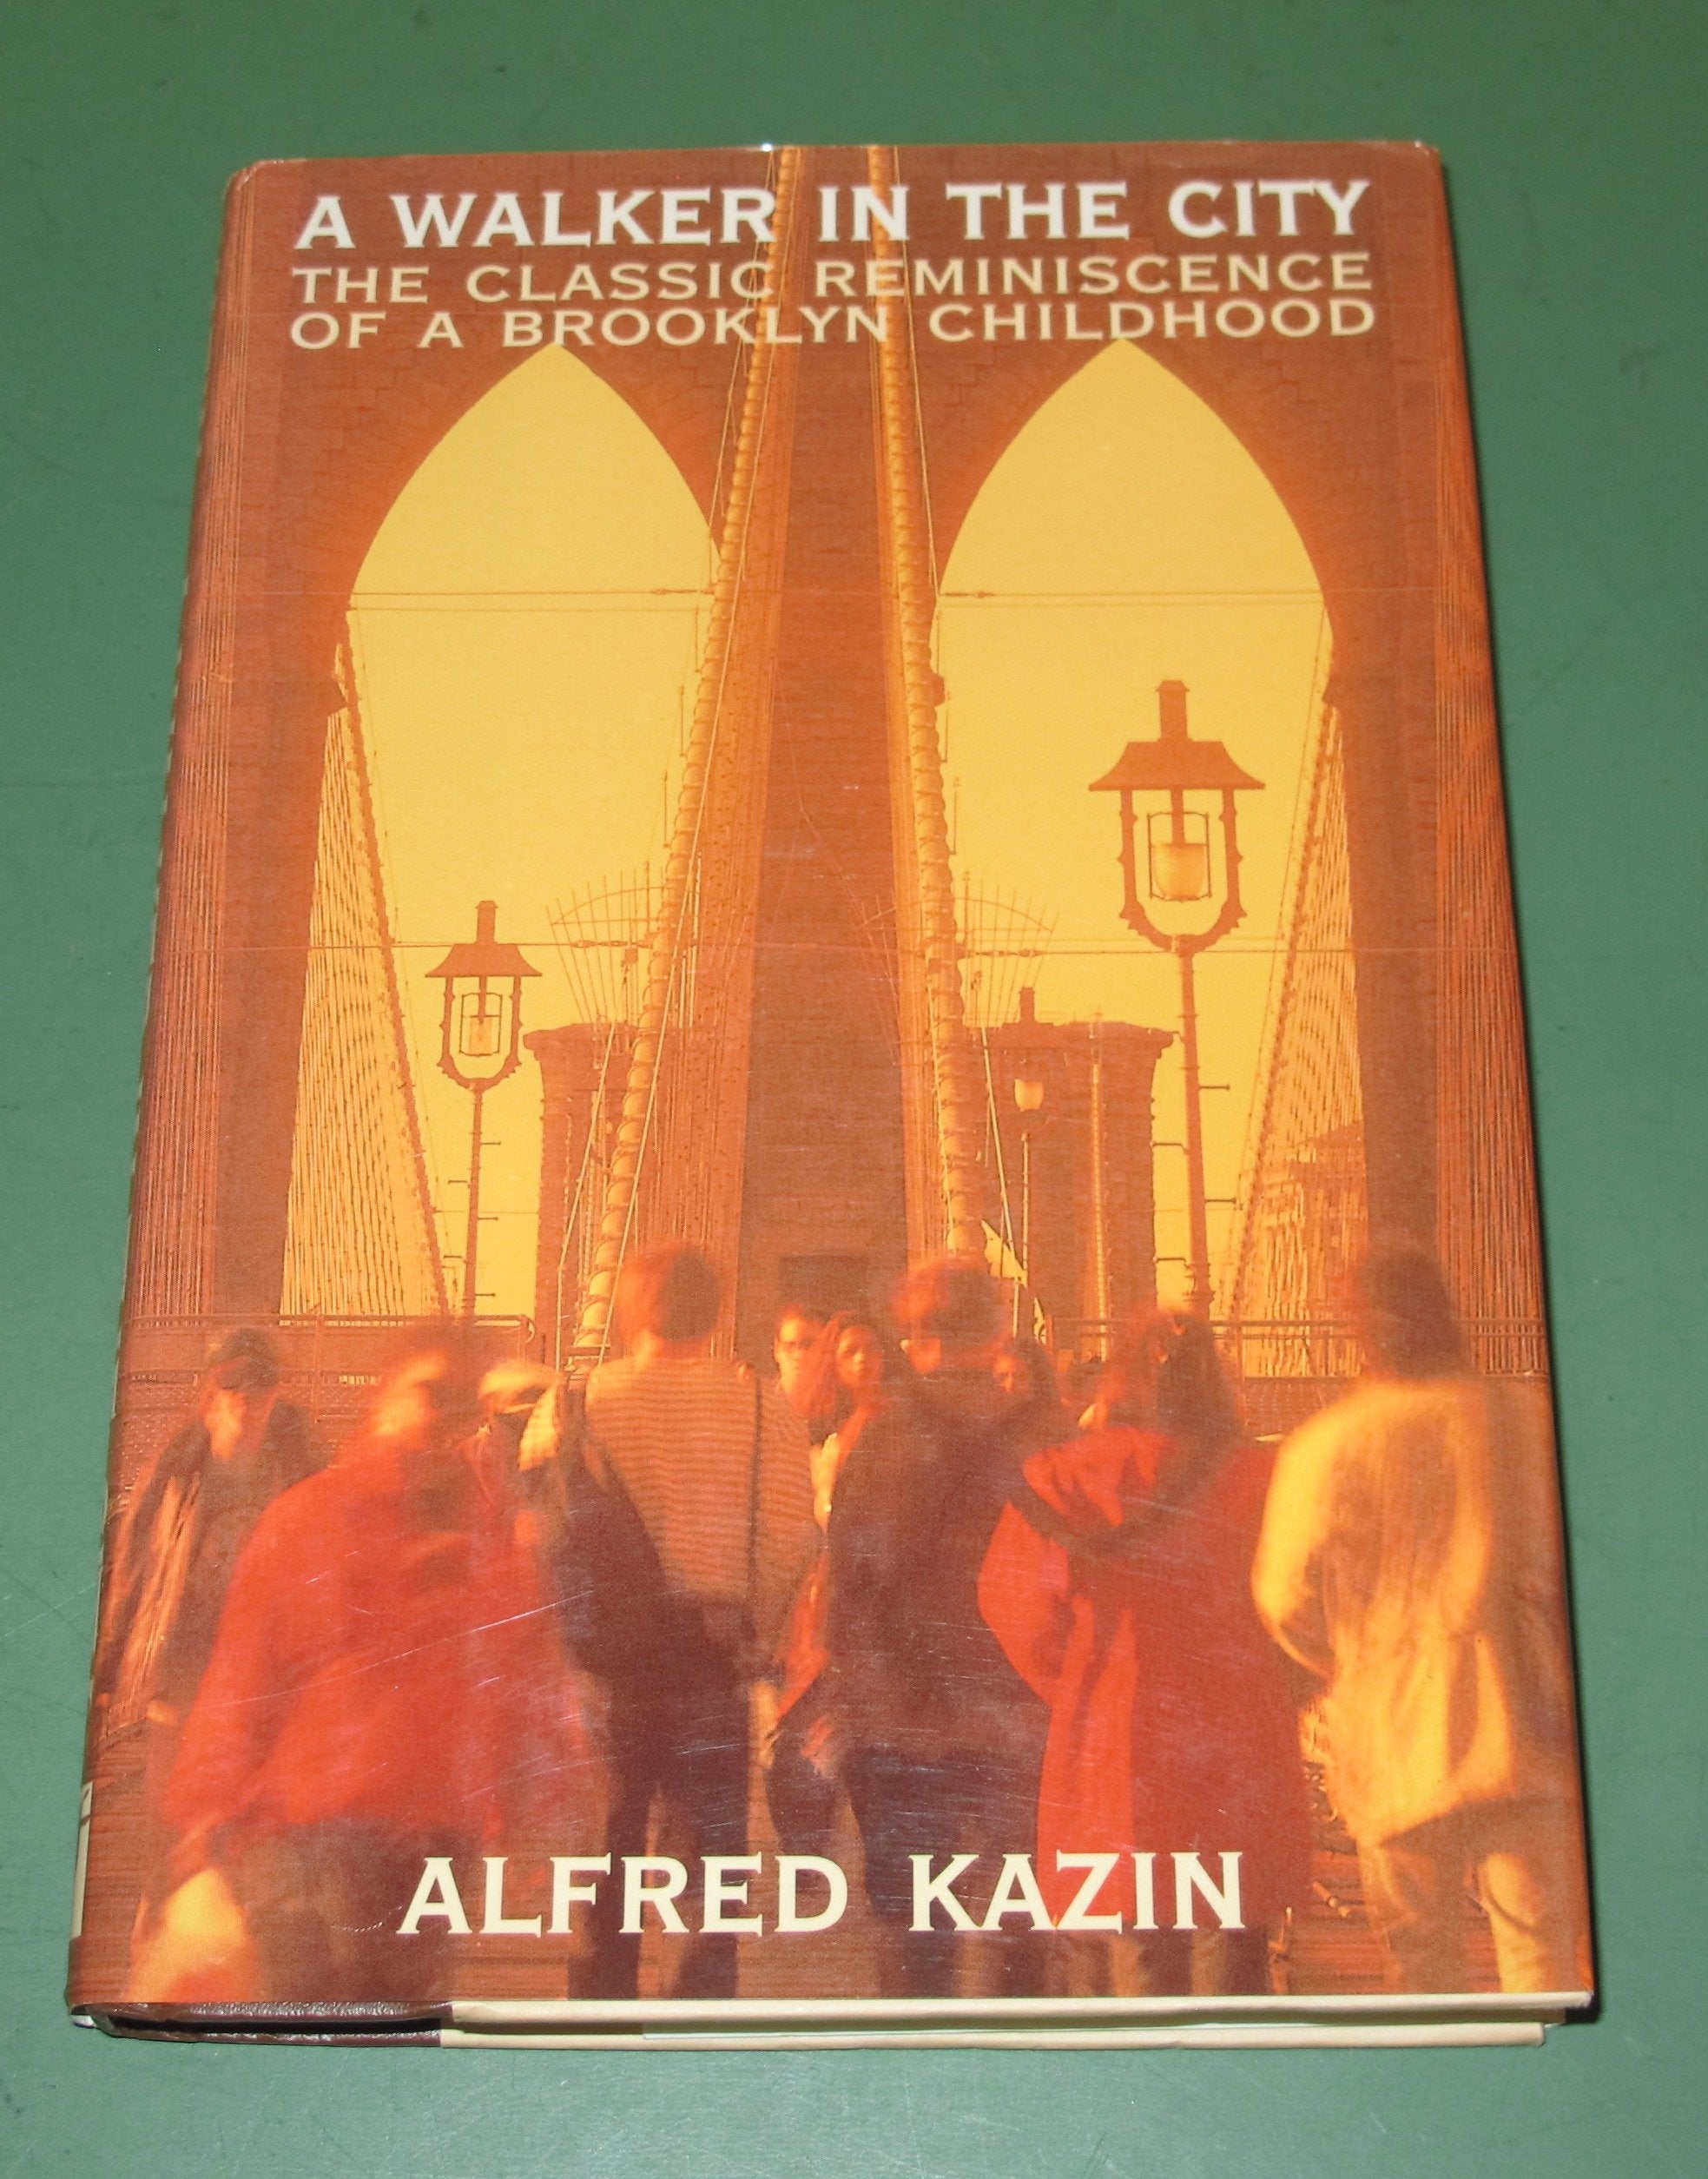 A WALKER IN THE CITY
THE CLASSIC REMINISCENCE
OF A BROOKLYN CHILDHOOD
ALFRED KAZIN